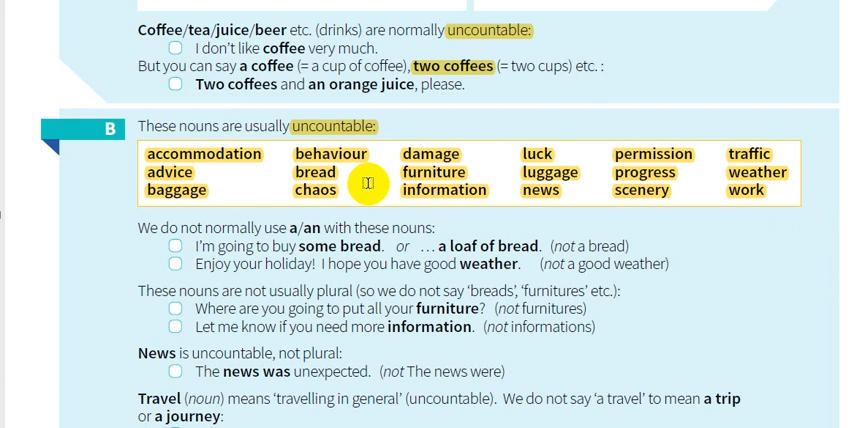 Coffee/tea/juice/beer etc. (drinks) are normally uncountable:
I don't like coffee very much.
But you can say a coffee (= a cup of coffee), two coffees (= two cups) etc. :
Two coffees and an orange juice, please.
B These nouns are usually uncountable:
accommodation behaviour damage luck permission traffic
advice bread furniture luggage progress weather
baggage chaos information news scenery work
We do not normally use a/an with these nouns:
I'm going to buy some bread. or ... a loaf of bread. (not a bread)
Enjoy your holiday! I hope you have good weather. (not a good weather)
These nouns are not usually plural (so we do not say 'breads', 'furnitures' etc.):
Where are you going to put all your furniture? (not furnitures)
Let me know if you need more information. (not informations)
News is uncountable, not plural:
The news was unexpected. (not The news were)
Travel (noun) means 'travelling in general' (uncountable). We do not say 'a travel' to mean a trip
or a journey: